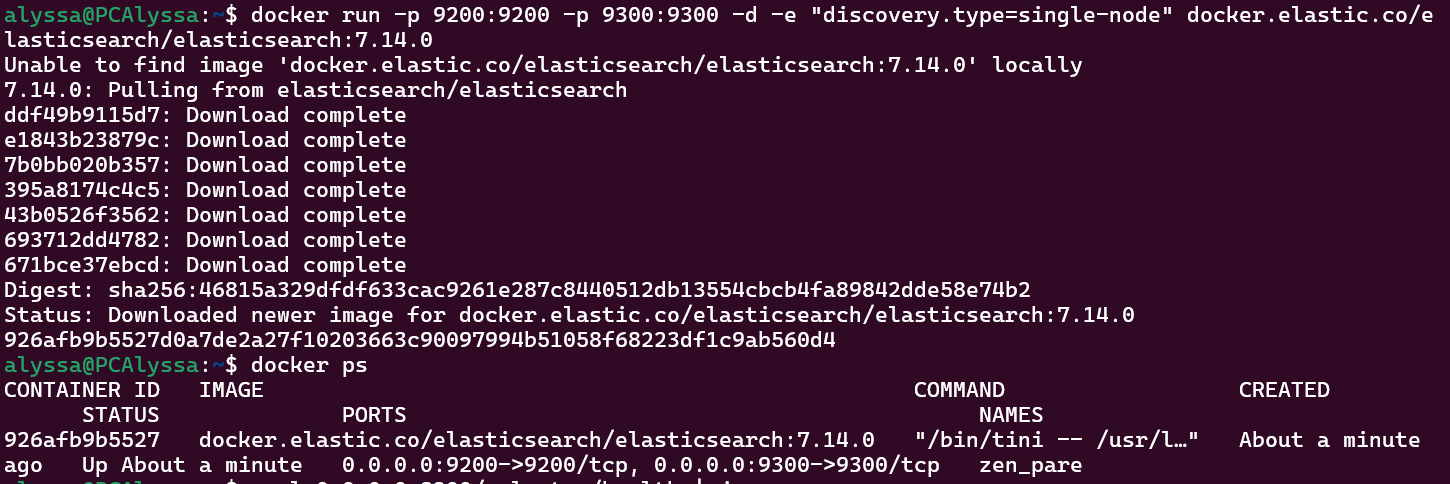 alyssa@PCAlyssa:~$ docker run -p 9200:9200 -p 9300:9300 -d -e "discovery.type=single-node" docker.elastic.co/e
lasticsearch/elasticsearch:7.14.0
Unable to find image 'docker.elastic.co/elasticsearch/elasticsearch:7.14.0' locally
7.14.0: Pulling from elasticsearch/elasticsearch
ddf49b9115d7: Download complete
e1843b23879c: Download complete
7b0bb020b357: Download complete
395a8174c4c5: Download complete
43b0526f3562: Download complete
693712dd4782: Download complete
671bce37ebcd: Download complete
Digest: sha256:46815a329dfdf633cac9261e287c8440512db13554cbcb4fa89842dde58e74b2
Status: Downloaded newer image for docker.elastic.co/elasticsearch/elasticsearch:7.14.0
926afb9b5527d0a7de2a27f10203663c90097994b51058f68223df1c9ab560d4
alyssa@PCAlyssa:~$ docker ps
CONTAINER ID   IMAGE                                                  COMMAND                  CREATED
      STATUS              PORTS                                            NAMES
926afb9b5527   docker.elastic.co/elasticsearch/elasticsearch:7.14.0   "/bin/tini -- /usr/l…"   About a minute
ago   Up About a minute   0.0.0.0:9200->9200/tcp, 0.0.0.0:9300->9300/tcp   zen_pare